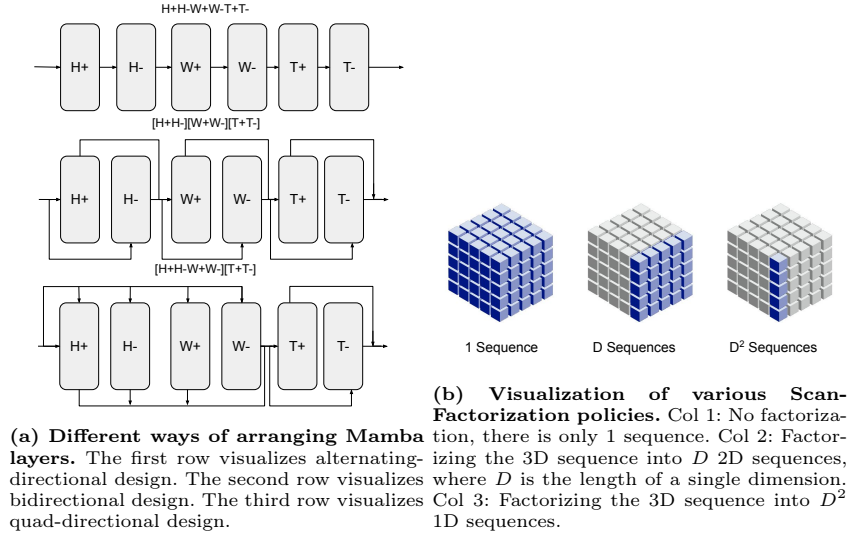 H+H-W+W-T+T-
H+ H- W+ W- T+ T-
[H+H-][W+W-][T+T-]
H+ H- W+ W- T+ T-
[H+H-W+W-][T+T-]
H+ H- W+ W- T+ T-
(a) Different ways of arranging Mamba
layers. The first row visualizes alternating-
directional design. The second row visualizes
bidirectional design. The third row visualizes
quad-directional design.
1 Sequence D Sequences D² Sequences
(b) Visualization of various Scan-
Factorization policies. Col 1: No factoriza-
tion, there is only 1 sequence. Col 2: Factor-
izing the 3D sequence into D 2D sequences,
where D is the length of a single dimension.
Col 3: Factorizing the 3D sequence into D²
1D sequences.